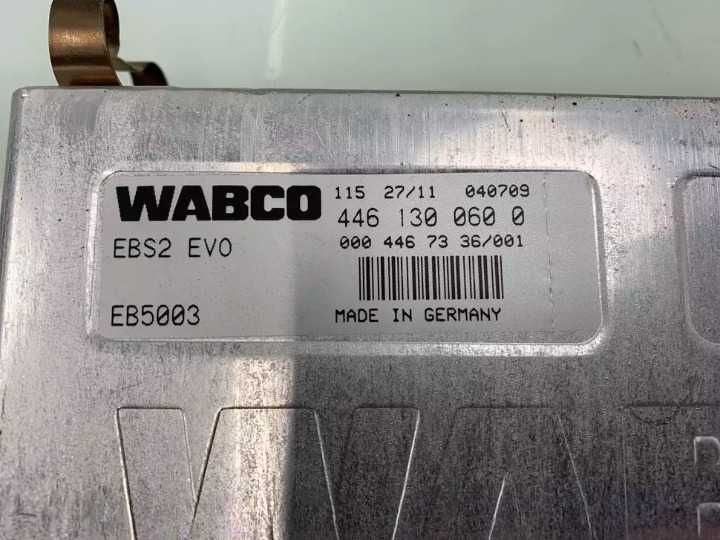 WABCO
115 27/11 040709
446 130 060 0
EBS2 EVO
000 446 73 36/001
EB5003
MADE IN GERMANY
WAB